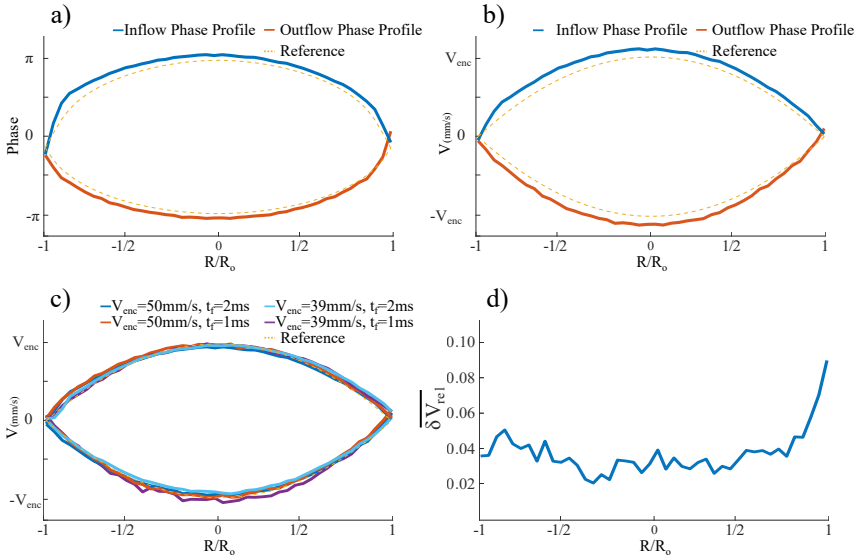 a)
Inflow Phase Profile
Outflow Phase Profile
Reference
π
0
-π
Phase
-1
-1/2
0
1/2
1
R/Ro
b)
Inflow Phase Profile
Outflow Phase Profile
Reference
Venc
0
-Venc
V(mm/s)
-1
-1/2
0
1/2
1
R/Ro
c)
Venc=50mm/s, tf=2ms
Venc=39mm/s, tf=2ms
Venc=50mm/s, tf=1ms
Venc=39mm/s, tf=1ms
Reference
Venc
0
-Venc
V(mm/s)
-1
-1/2
0
1/2
1
R/Ro
d)
0.10
0.08
0.06
0.04
0.02
δ Vrel
-1
-1/2
0
1/2
1
R/Ro